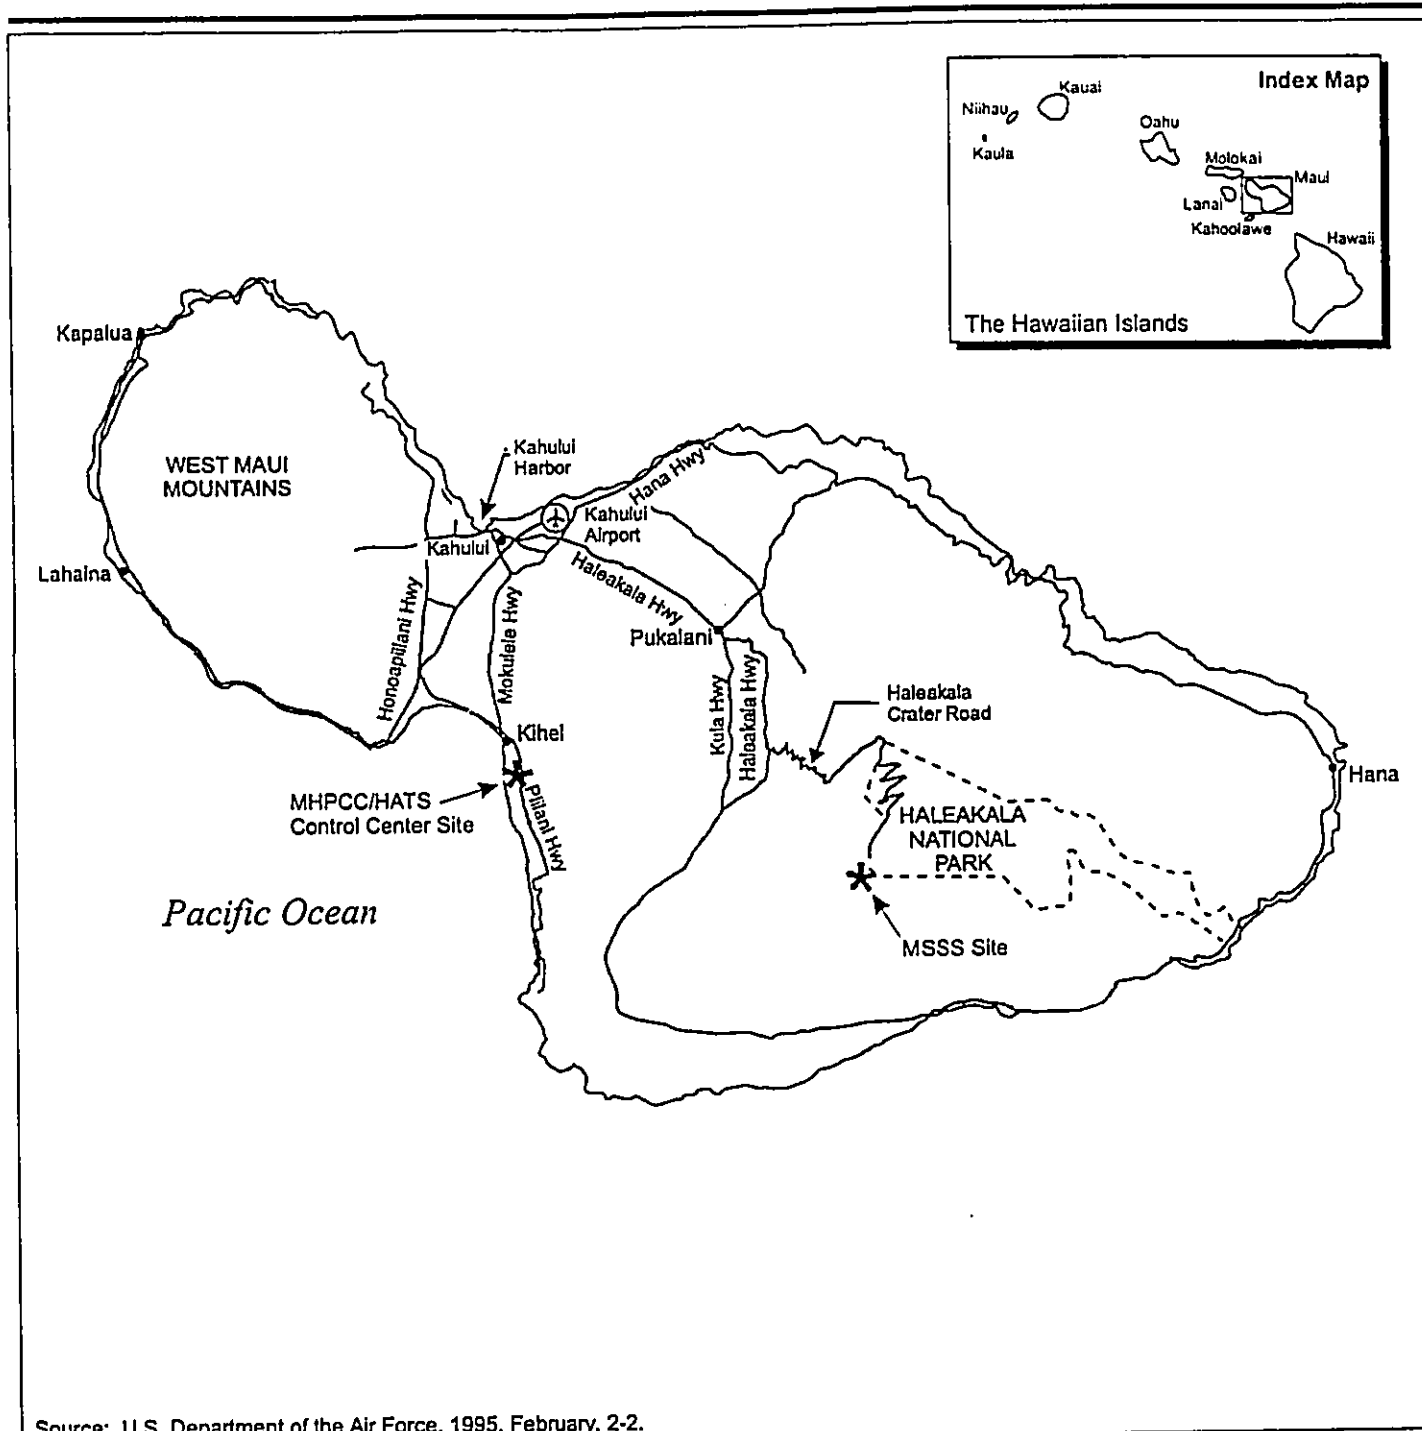 Index Map
Kauai
Niihau
Kaula
Oahu
Molokai
Maui
Lanai
Kahoolawe
Hawaii
The Hawaiian Islands
Kapalua
WEST MAUI
MOUNTAINS
Lahaina
Kahului
Harbor
Hana Hwy
Kahului
Airport
Kahului
Haleakala Hwy
Pukalani
Honoapiilani Hwy
Mokulele Hwy
Kihei
Kula Hwy
Haleakala Hwy
Haleakala
Crater Road
Hana
MHPCC/HATS
Control Center Site
Piilani Hwy
HALEAKALA
NATIONAL
PARK
Pacific Ocean
MSSS Site
Source: U.S. Department of the Air Force, 1995, February, 2-2.